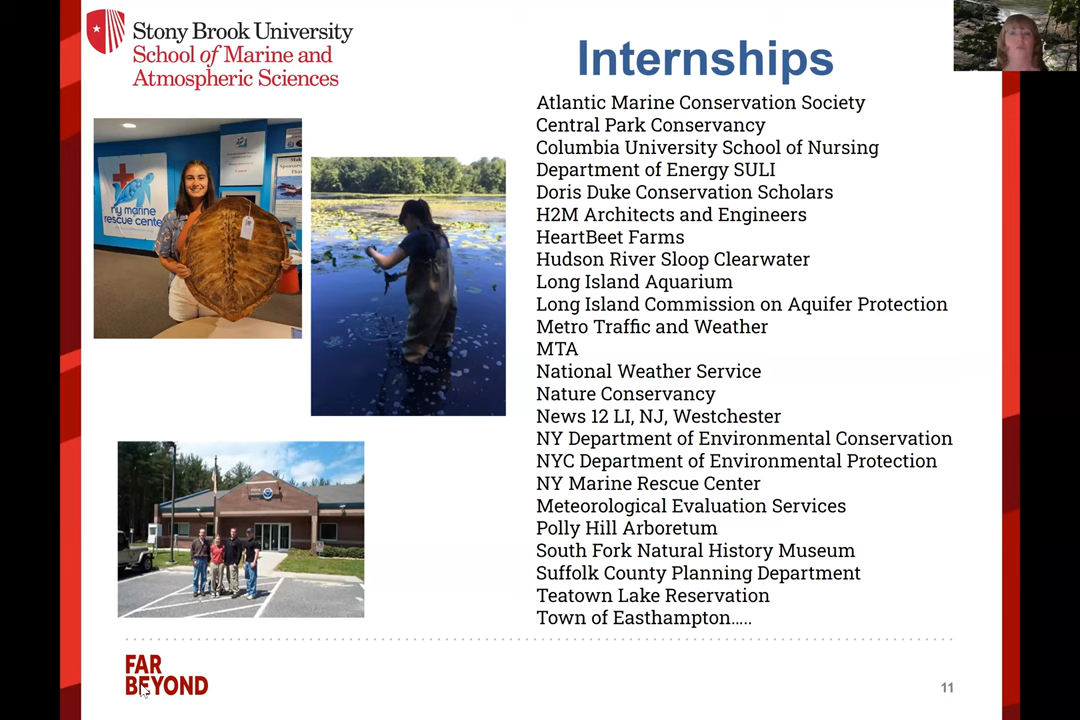 Stony Brook University
School of Marine and
Atmospheric Sciences
Internships
ny marine
rescue cente
Atlantic Marine Conservation Society
Central Park Conservancy
Columbia University School of Nursing
Department of Energy SULI
Doris Duke Conservation Scholars
H2M Architects and Engineers
HeartBeet Farms
Hudson River Sloop Clearwater
Long Island Aquarium
Long Island Commission on Aquifer Protection
Metro Traffic and Weather
MTA
National Weather Service
Nature Conservancy
News 12 LI, NJ, Westchester
NY Department of Environmental Conservation
NYC Department of Environmental Protection
NY Marine Rescue Center
Meteorological Evaluation Services
Polly Hill Arboretum
South Fork Natural History Museum
Suffolk County Planning Department
Teatown Lake Reservation
Town of Easthampton.....
FAR
BEYOND
11